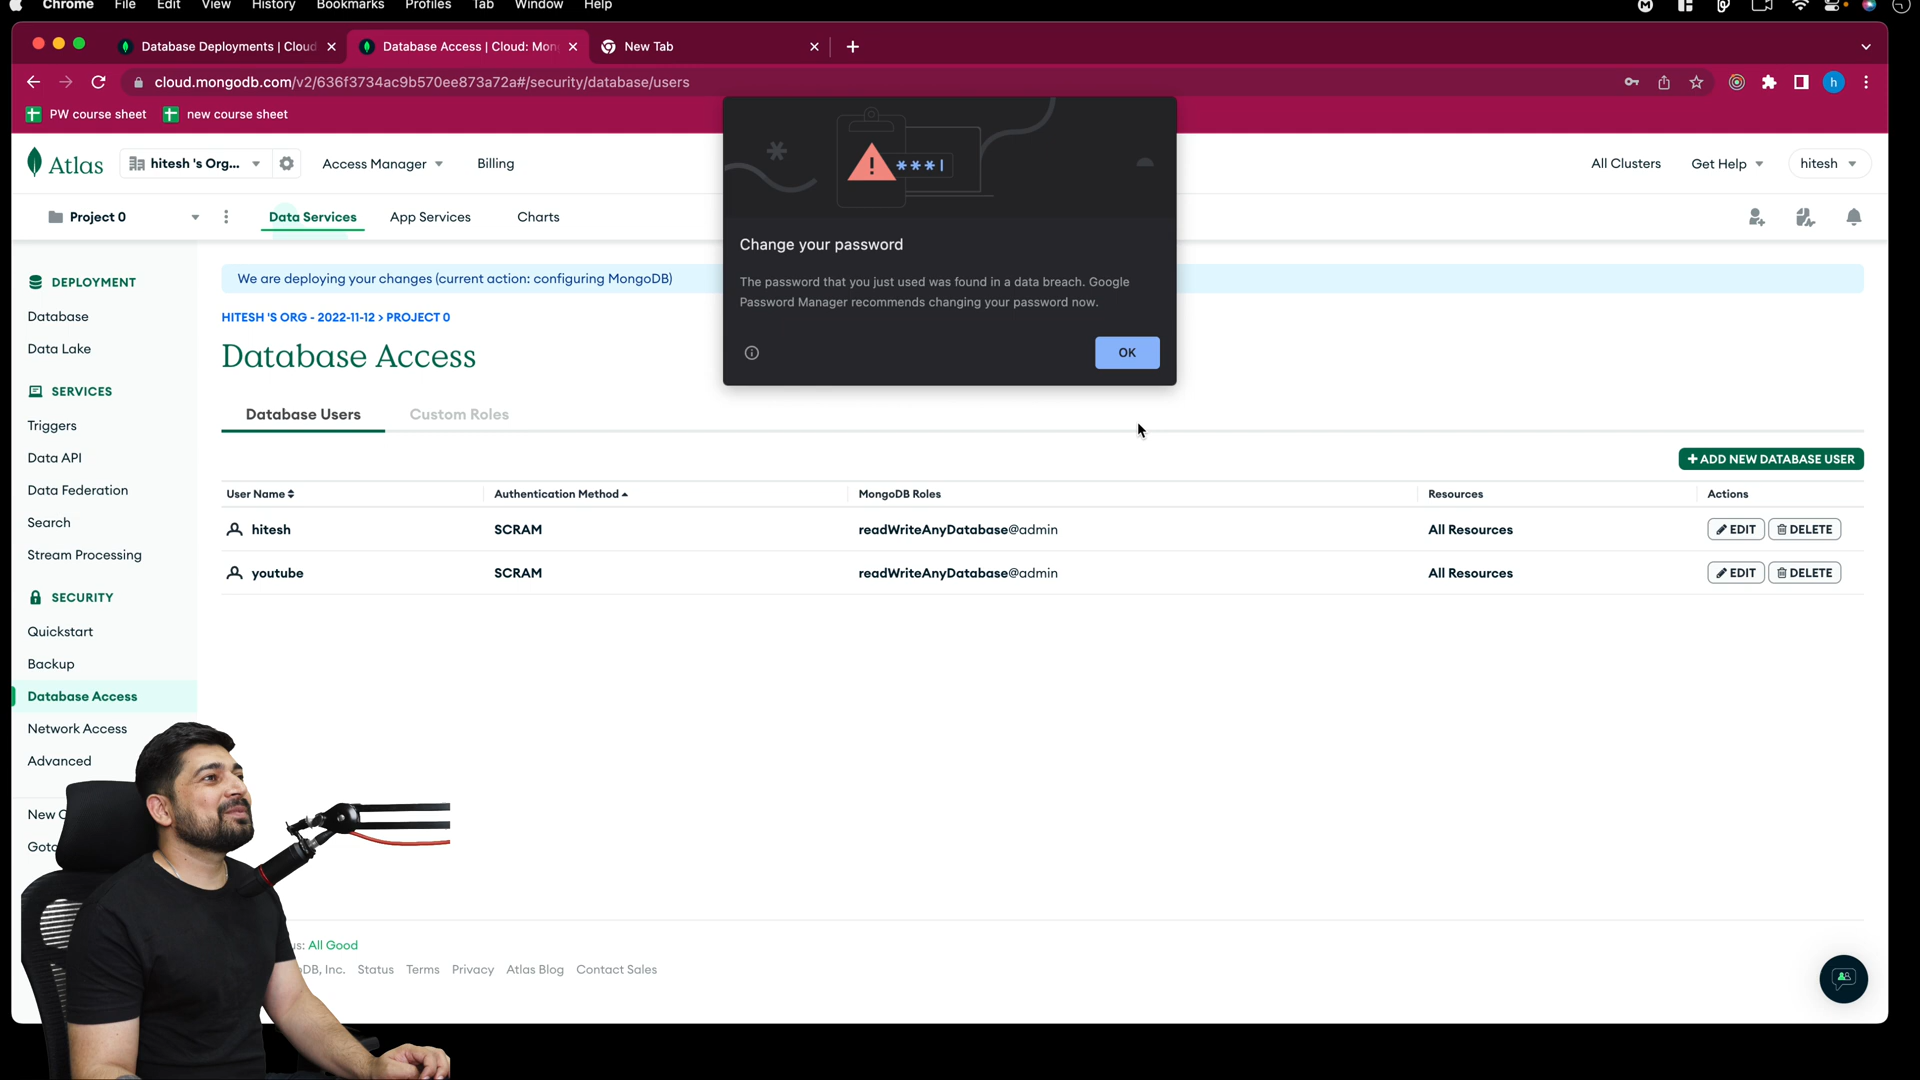 Chrome File Edit View History Bookmarks Profiles Tab Window Help
Database Deployments | Cloud
Database Access | Cloud: Mon
New Tab
cloud.mongodb.com/v2/636f3734ac9b570ee873a72a#/security/database/users
h
PW course sheet
new course sheet
Atlas
hitesh 's Org...
Access Manager
Billing
All Clusters
Get Help
hitesh
Project 0
Data Services
App Services
Charts
***|
Change your password
The password that you just used was found in a data breach. Google
Password Manager recommends changing your password now.
OK
DEPLOYMENT
Database
Data Lake
SERVICES
Triggers
Data API
Data Federation
Search
Stream Processing
SECURITY
Quickstart
Backup
Database Access
Network Access
Advanced
New
Goto
We are deploying your changes (current action: configuring MongoDB)
HITESH 'S ORG - 2022-11-12 > PROJECT 0
Database Access
Database Users
Custom Roles
+ ADD NEW DATABASE USER
User Name Authentication Method MongoDB Roles Resources Actions
hitesh SCRAM readWriteAnyDatabase@admin All Resources EDIT DELETE
youtube SCRAM readWriteAnyDatabase@admin All Resources EDIT DELETE
us: All Good
DB, Inc. Status Terms Privacy Atlas Blog Contact Sales